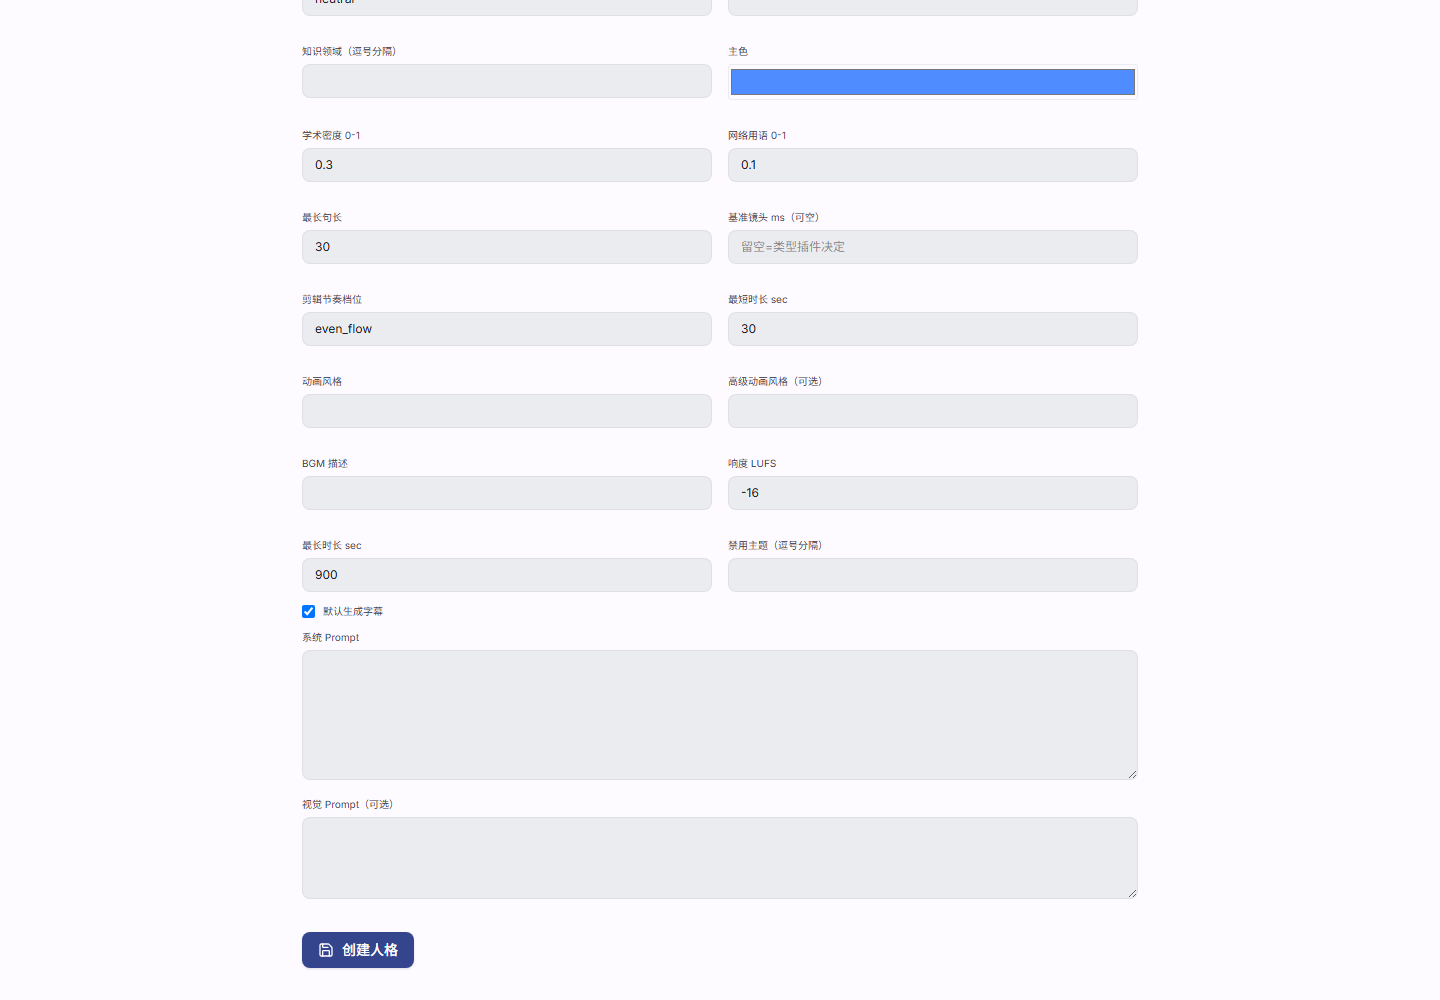 neutral
知识领域（逗号分隔）
主色
学术密度 0-1
网络用语 0-1
0.3
0.1
最长句长
基准镜头 ms（可空）
30
留空=类型插件决定
剪辑节奏档位
最短时长 sec
even_flow
30
动画风格
高级动画风格（可选）
BGM 描述
响度 LUFS
-16
最长时长 sec
禁用主题（逗号分隔）
900
默认生成字幕
系统 Prompt
视觉 Prompt（可选）
创建人格